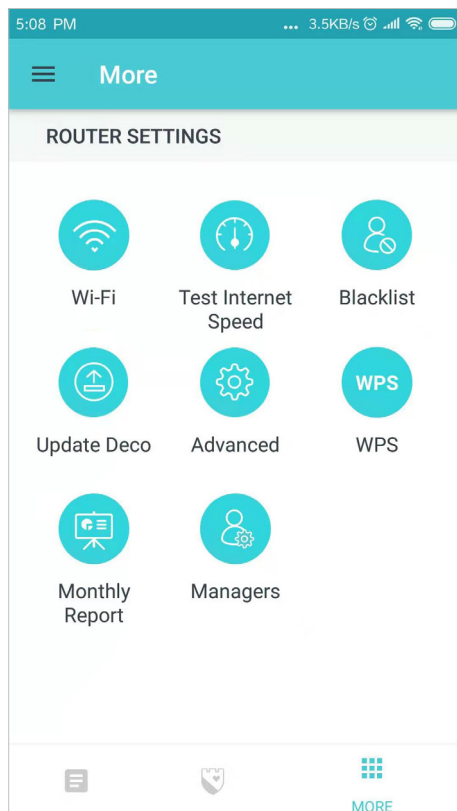 5:08 PM
... 3.5KB/s
More
ROUTER SETTINGS
Wi-Fi
Test Internet
Speed
Blacklist
WPS
Update Deco
Advanced
WPS
Monthly
Report
Managers
MORE